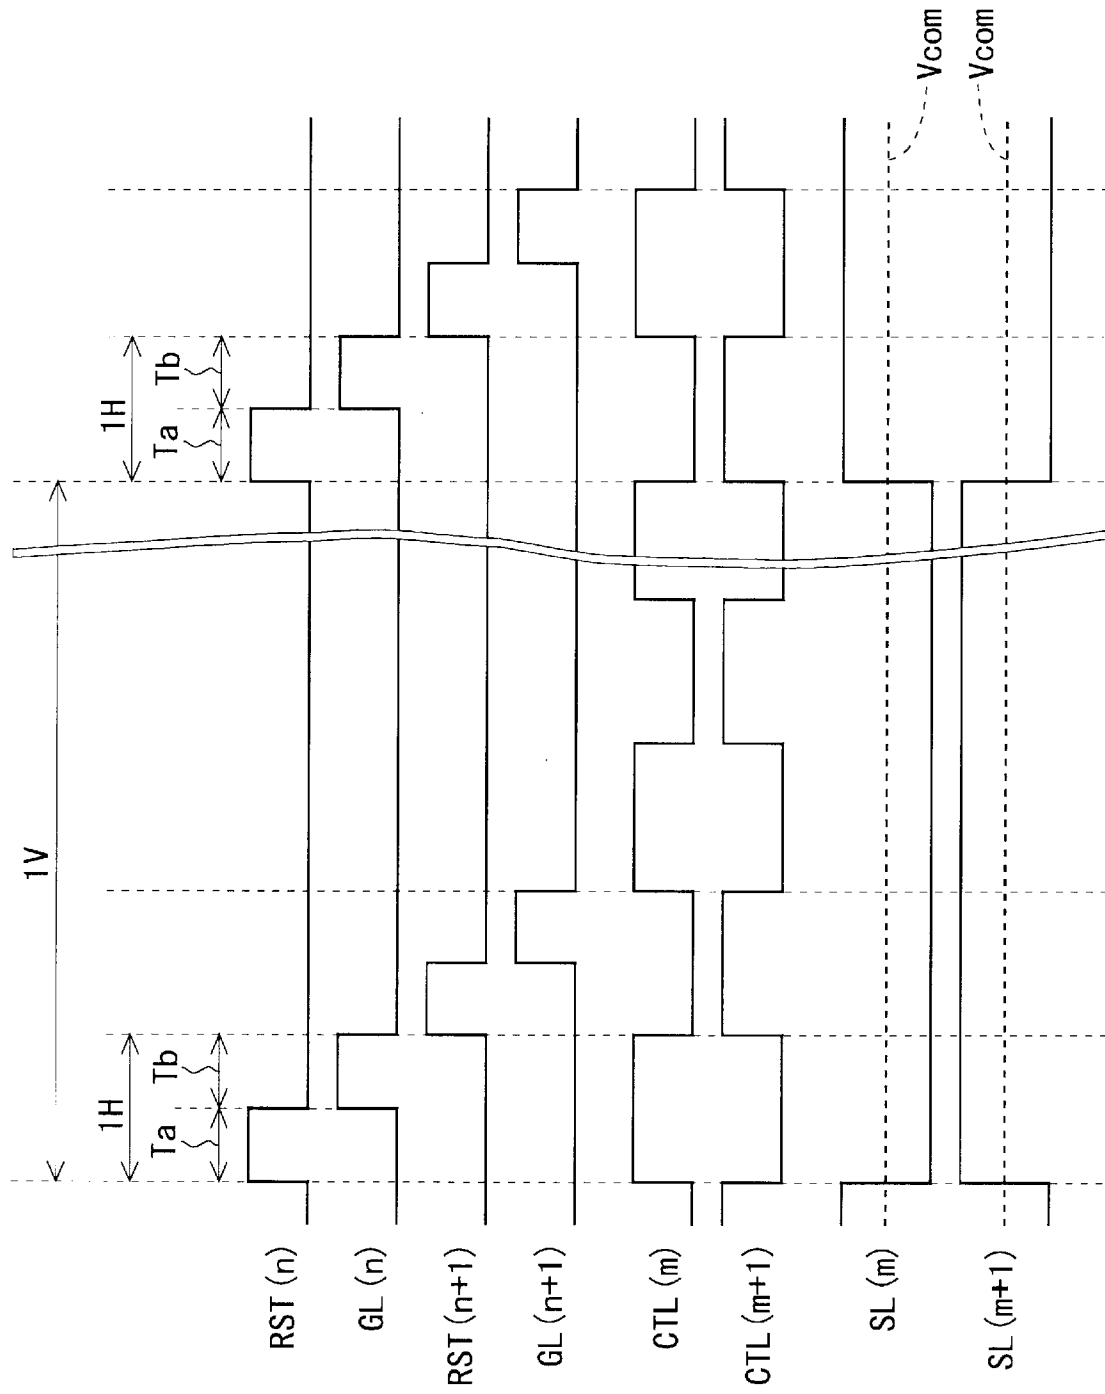 1V
1H
1H
Ta
Tb
Ta
Tb
RST(n)
GL(n)
RST(n+1)
GL(n+1)
CTL(m)
CTL(m+1)
SL(m)
Vcom
SL(m+1)
Vcom